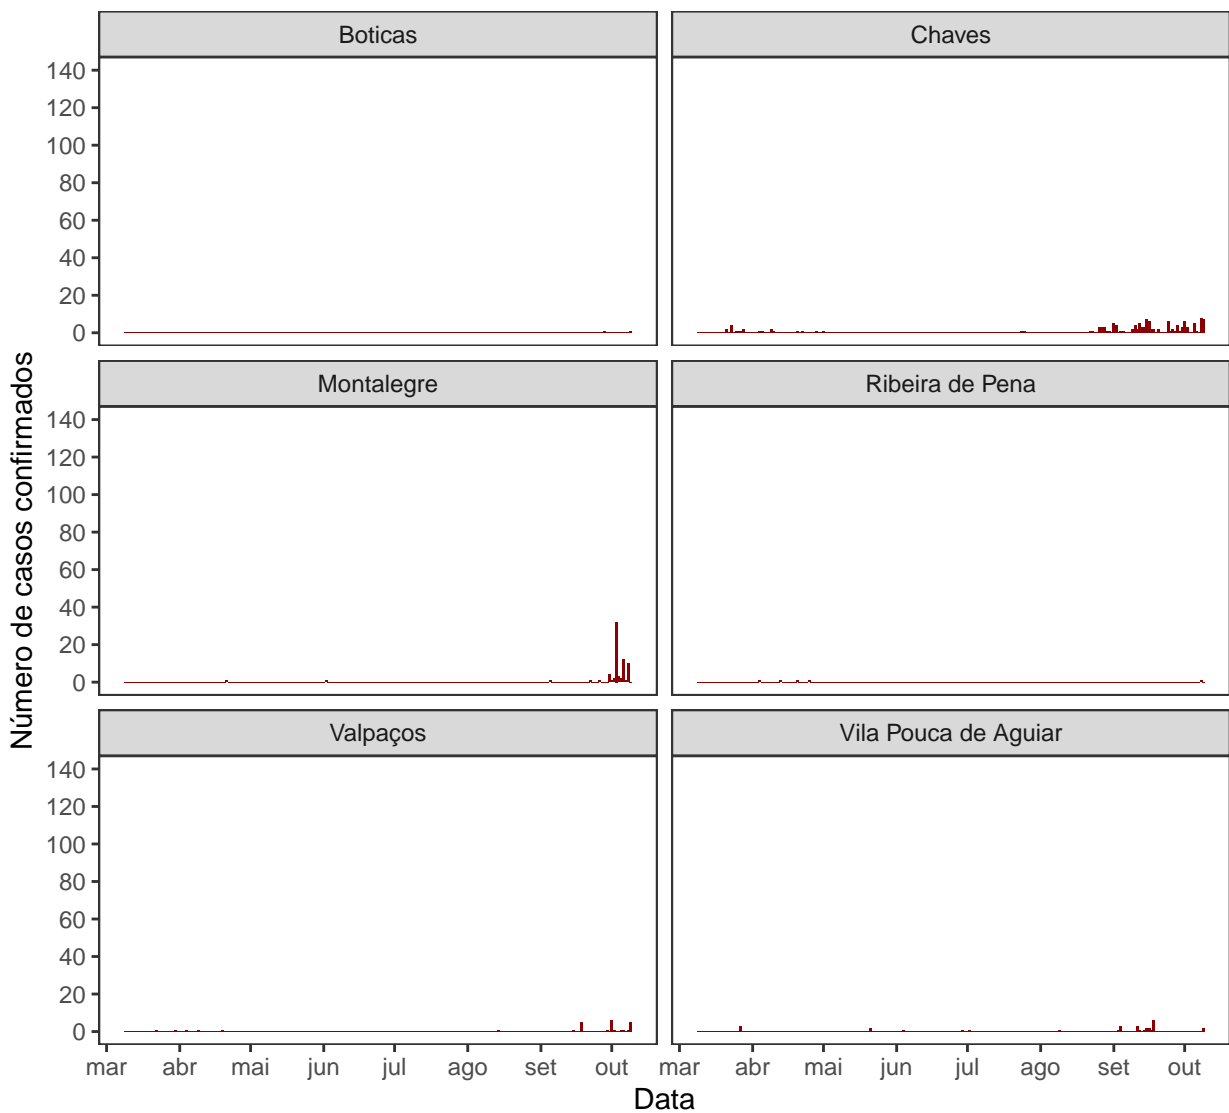 Boticas
Chaves
140
120
100
80
60
40
20
0
Montalegre
Ribeira de Pena
140
120
100
80
60
40
20
0
Valpaços
Vila Pouca de Aguiar
140
120
100
80
60
40
20
0
mar abr mai jun jul ago set out
mar abr mai jun jul ago set out
Data
Número de casos confirmados